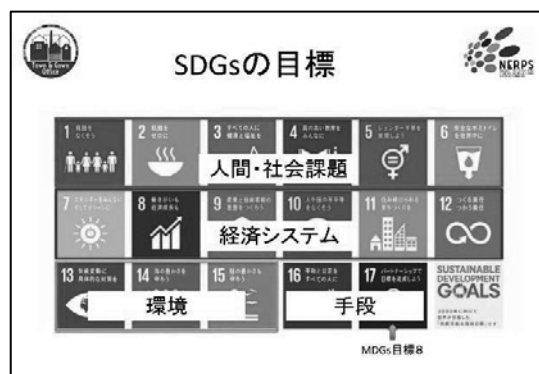 Town & Gown
Office
SDGsの目標
NERPS
1 貧困を
なくそう
2 飢餓を
ゼロに
3 すべての人に
健康と福祉を
4 質の高い教育を
みんなに
5 ジェンダー平等を
実現しよう
6 安全な水とトイレ
を世界中に
人間・社会課題
7 エネルギーをみんなに
そしてクリーンに
8 働きがいも
経済成長も
9 産業と技術革新の
基盤をつくろう
10 人や国の不平等
をなくそう
11 住み続けられる
まちづくりを
12 つくる責任
つかう責任
経済システム
13 気候変動に
具体的な対策を
14 海の豊かさを
守ろう
15 陸の豊かさも
守ろう
16 平和と公正を
すべての人に
17 パートナーシップで
目標を達成しよう
環境
手段
SUSTAINABLE
DEVELOPMENT
GOALS
MDGs目標8